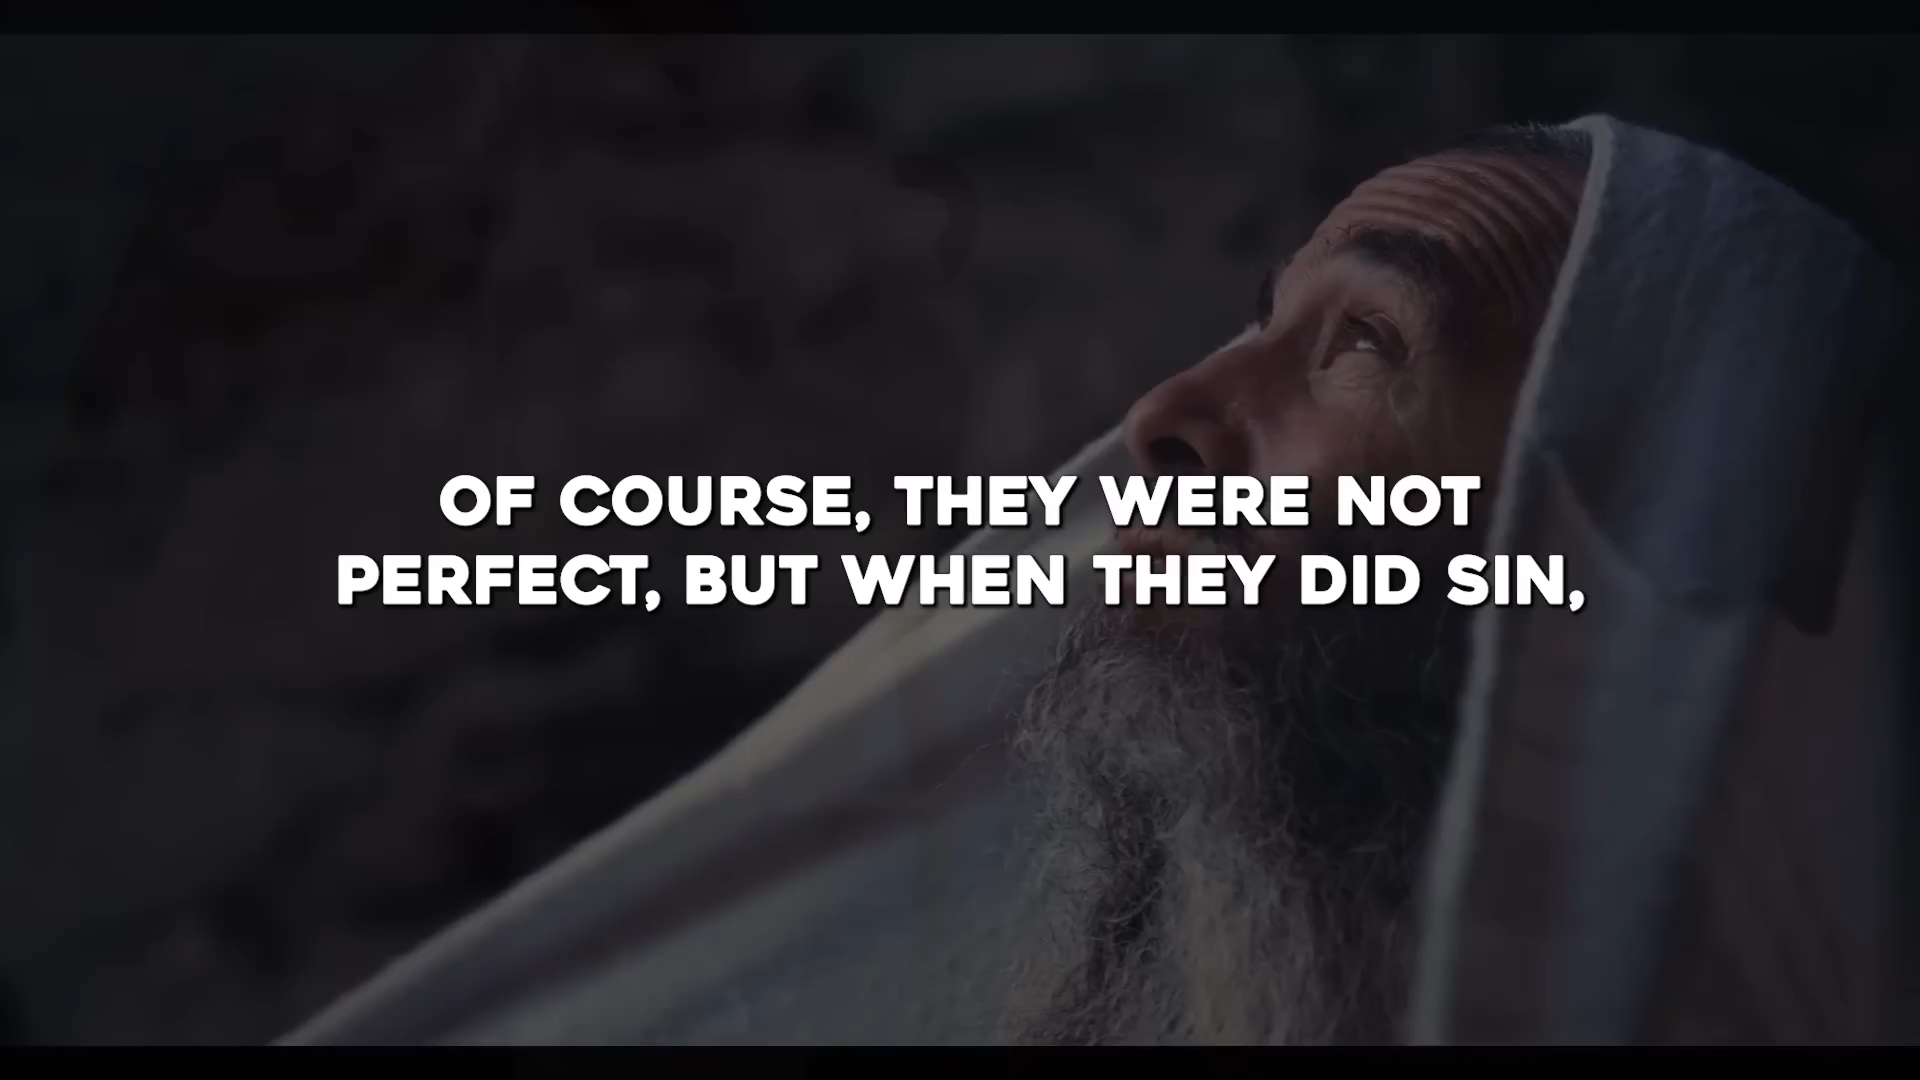 OF COURSE, THEY WERE NOT
PERFECT, BUT WHEN THEY DID SIN,